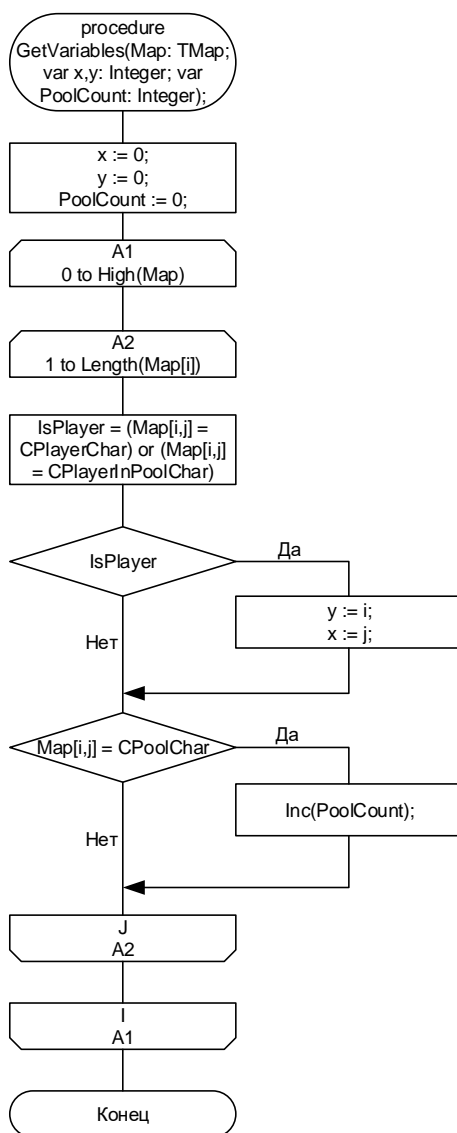 procedure
GetVariables(Map: TMap;
var x,y: Integer; var
PoolCount: Integer);
x := 0;
y := 0;
PoolCount := 0;
A1
0 to High(Map)
A2
1 to Length(Map[i])
IsPlayer = (Map[i,j] =
CPlayerChar) or (Map[i,j]
= CPlayerInPoolChar)
IsPlayer
Да
y := i;
x := j;
Нет
Map[i,j] = CPoolChar
Да
Inc(PoolCount);
Нет
J
A2
I
A1
Конец